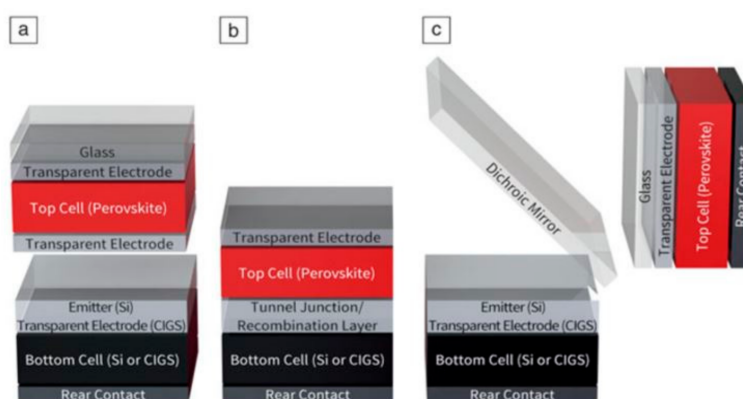 a
Glass
Transparent Electrode
Top Cell (Perovskite)
Transparent Electrode
Emitter (Si)
Transparent Electrode (CIGS)
Bottom Cell (Si or CIGS)
Rear Contact
b
Transparent Electrode
Top Cell (Perovskite)
Tunnel Junction/
Recombination Layer
Bottom Cell (Si or CIGS)
Rear Contact
c
Dichroic Mirror
Glass
Transparent Electrode
Top Cell (Perovskite)
Rear Contact
Emitter (Si)
Transparent Electrode (CIGS)
Bottom Cell (Si or CIGS)
Rear Contact